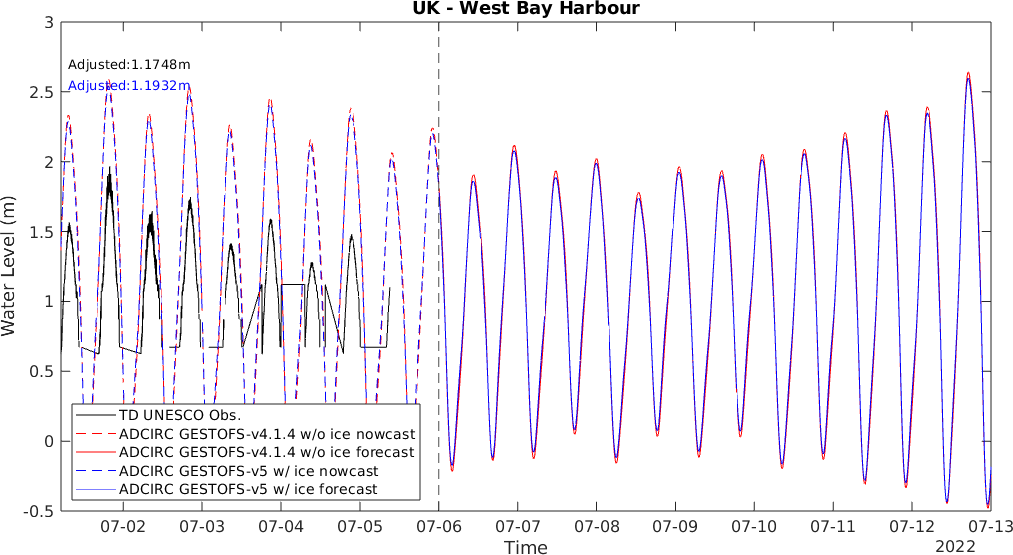 UK - West Bay Harbour
3
2.5
2
1.5
1
0.5
0
-0.5
Water Level (m)
Adjusted:1.1748m
Adjusted:1.1932m
TD UNESCO Obs.
ADCIRC GESTOFS-v4.1.4 w/o ice nowcast
ADCIRC GESTOFS-v4.1.4 w/o ice forecast
ADCIRC GESTOFS-v5 w/ ice nowcast
ADCIRC GESTOFS-v5 w/ ice forecast
07-02 07-03 07-04 07-05 07-06 07-07 07-08 07-09 07-10 07-11 07-12 07-13
Time
2022